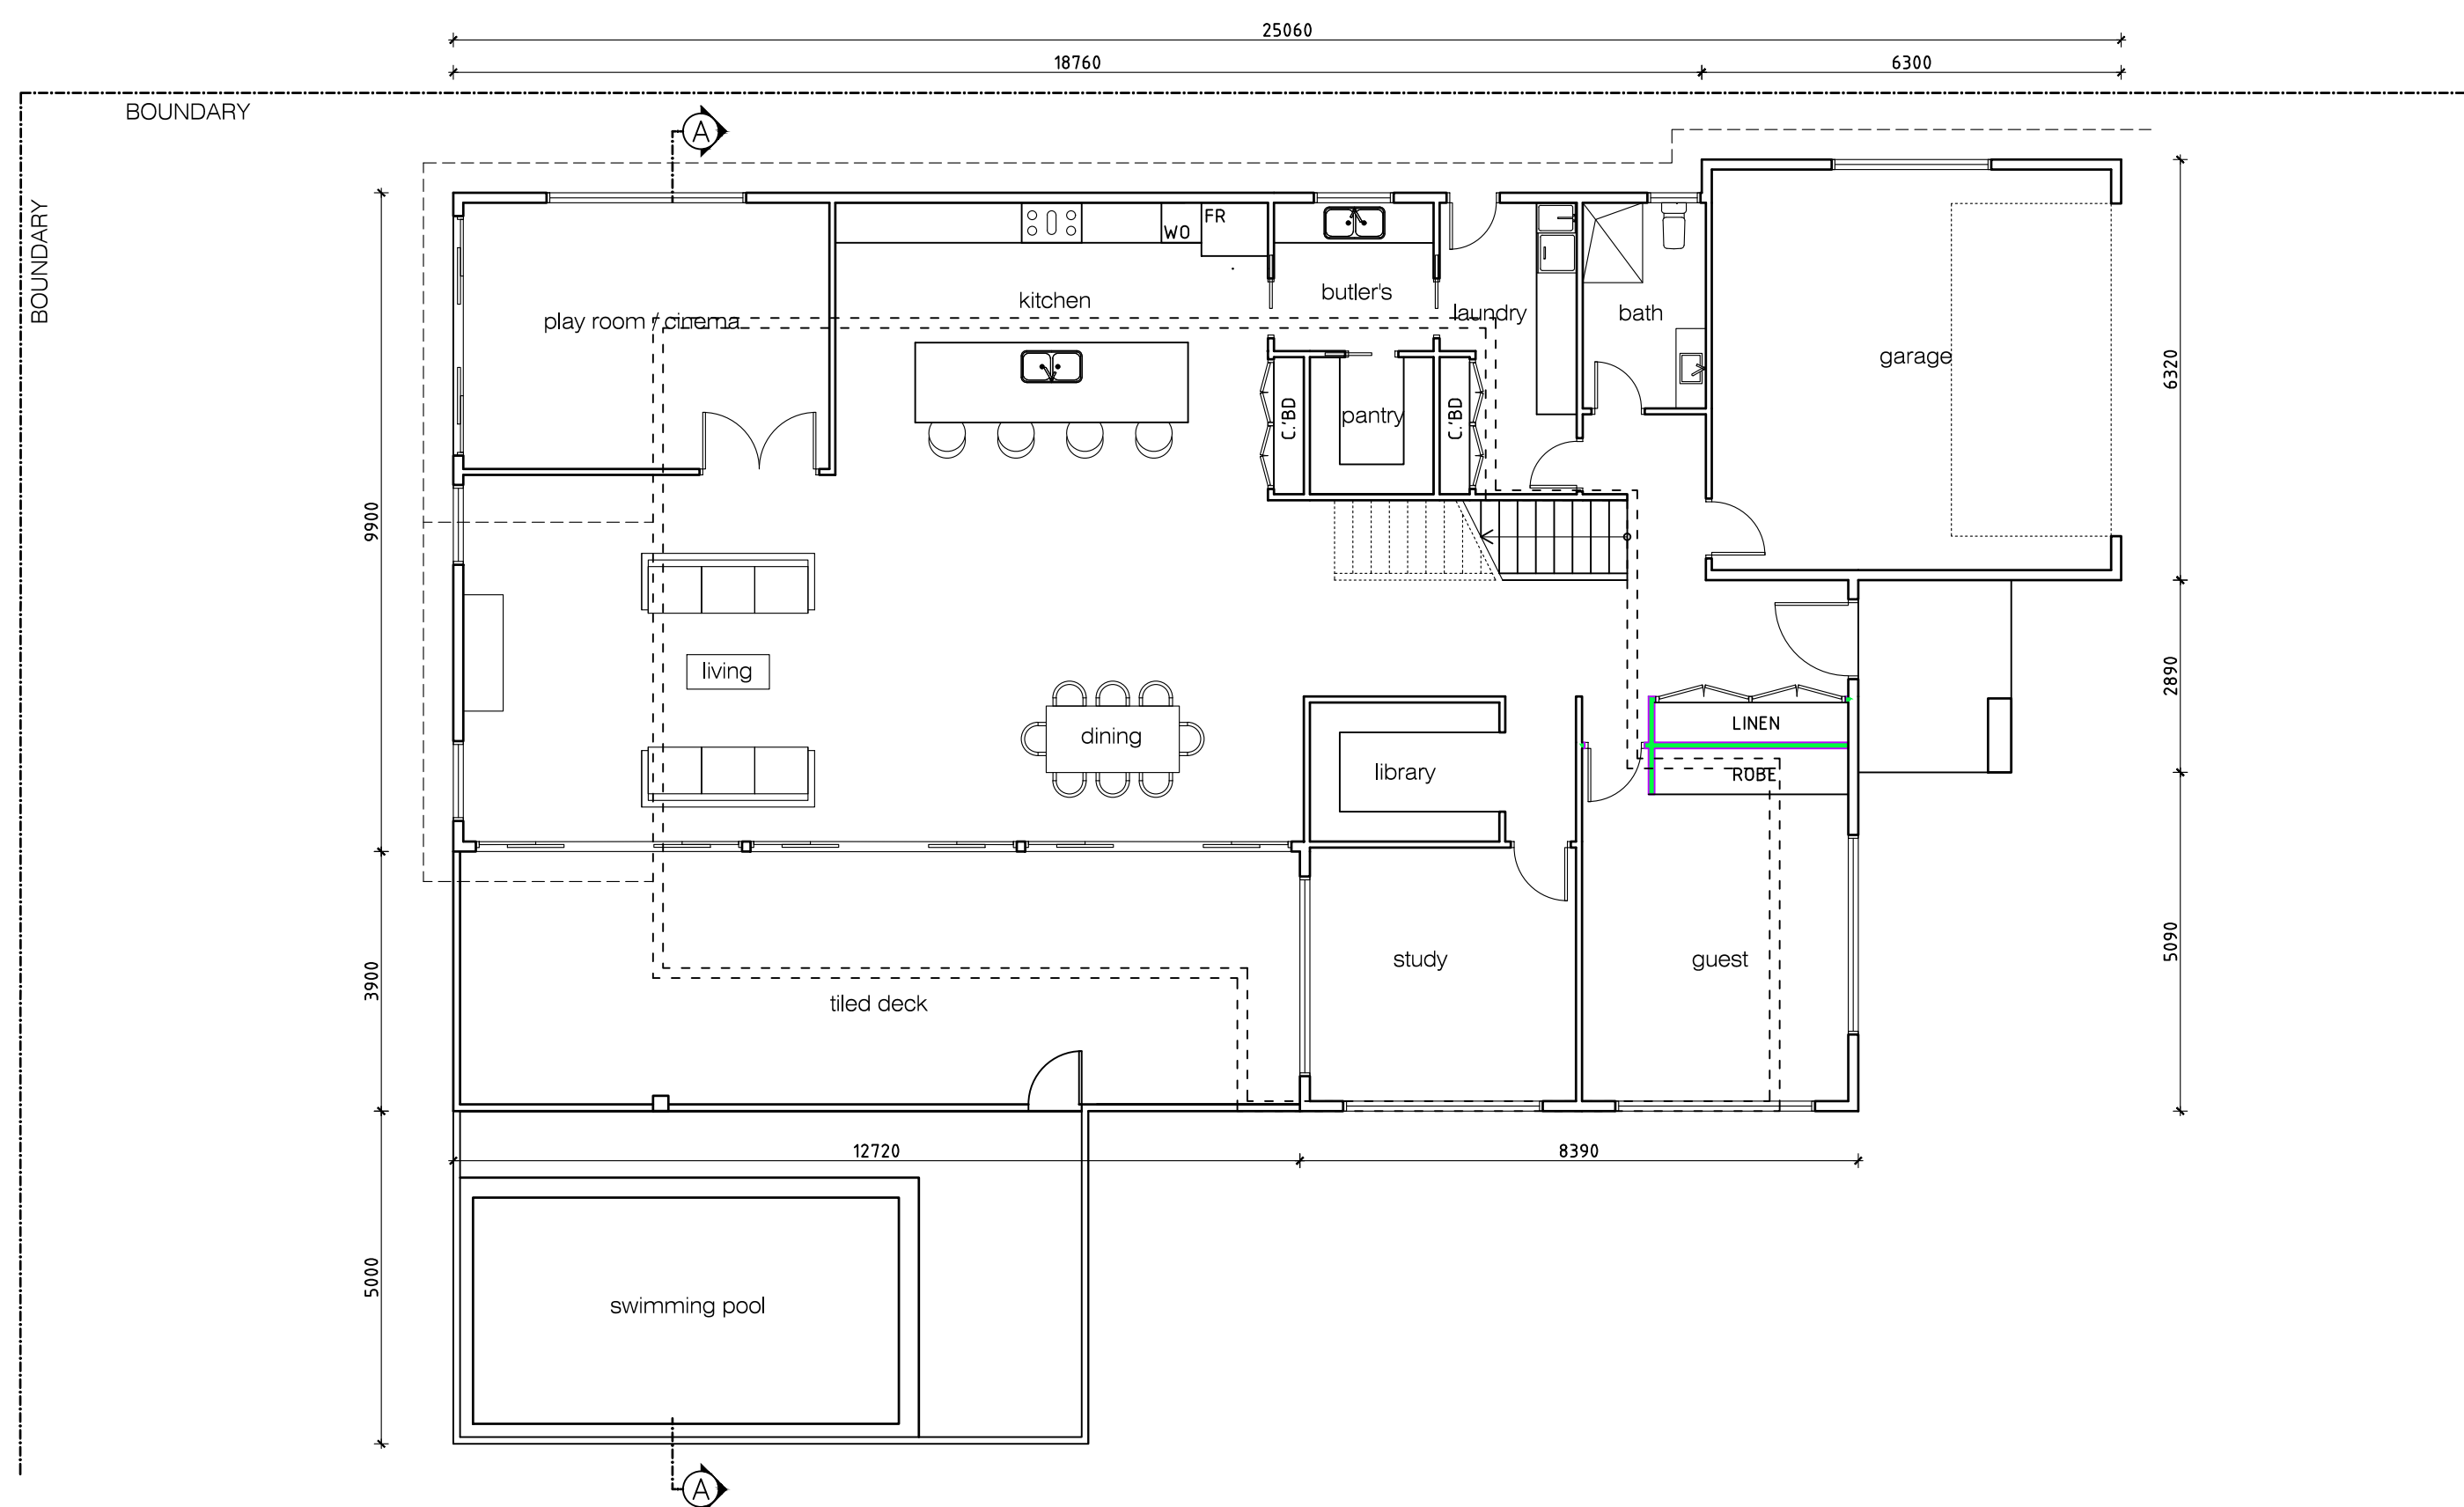 25060
18760
6300
BOUNDARY
BOUNDARY
A
FR
WO
kitchen
butler's
laundry
bath
play room / cinema
garage
6320
C.'BD
pantry
C.'BD
9900
living
2890
LINEN
dining
library
ROBE
study
guest
5090
3900
tiled deck
12720
8390
5000
swimming pool
A